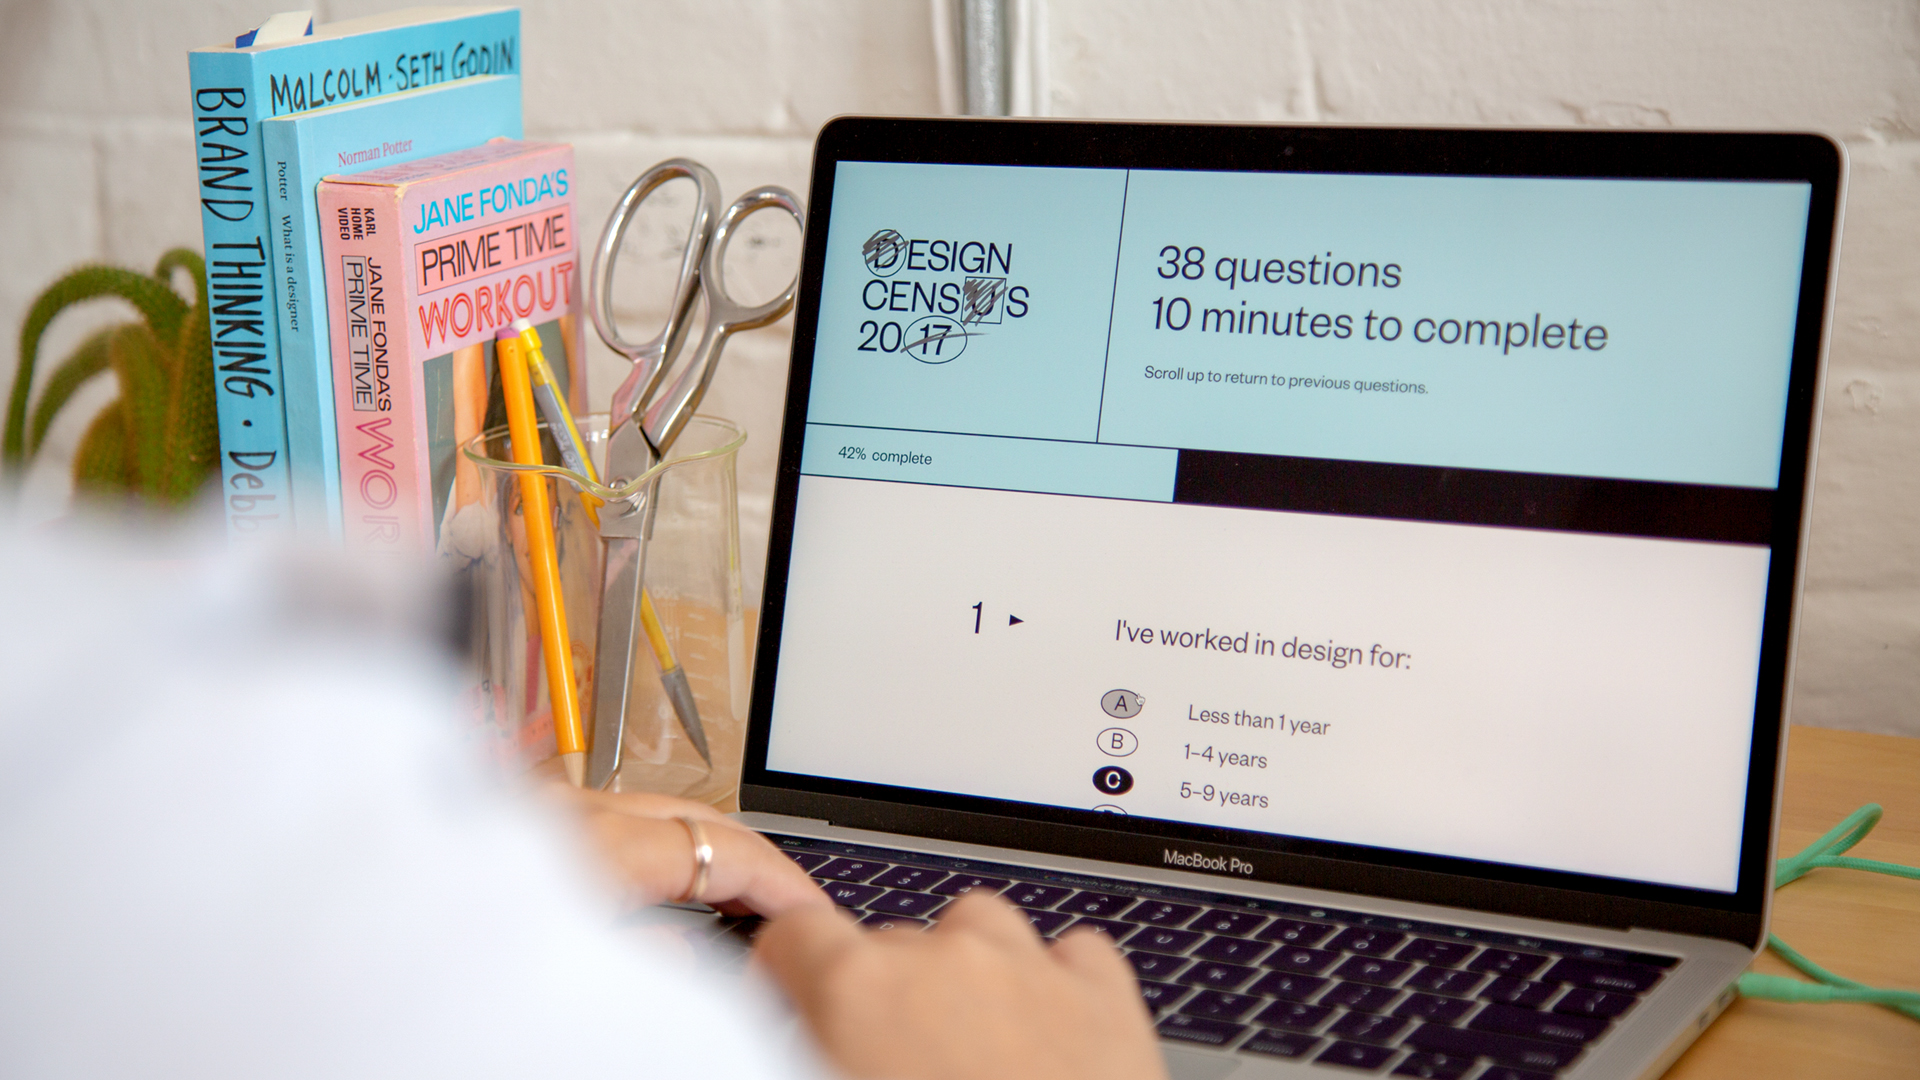 MaLCOLM · SETH GODIN
BRAND THINKING · Debb
Norman Potter
Potter What is a designer
JANE FONDA'S
PRIME TIME
WORKOUT
KARL
HOME
VIDEO
JANE FONDA'S
PRIME TIME
WOR
DESIGN
CENSUS
2017
38 questions
10 minutes to complete
Scroll up to return to previous questions.
42% complete
1 ▸ I've worked in design for:
A Less than 1 year
B 1–4 years
C 5–9 years
MacBook Pro